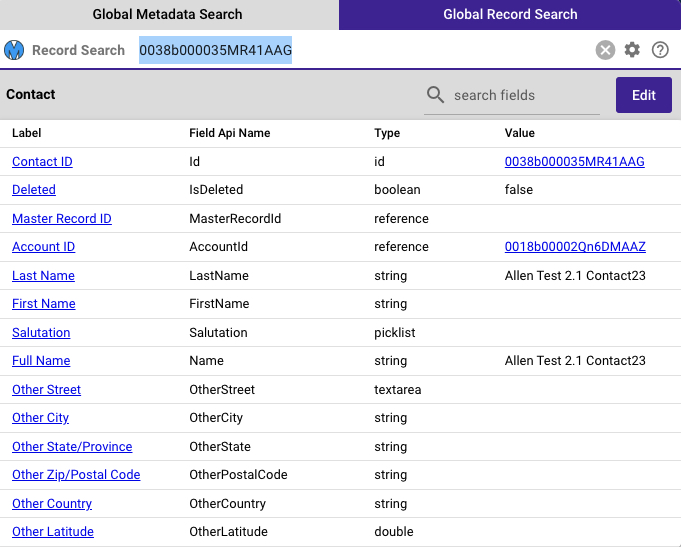 Global Metadata Search Global Record Search
Record Search 0038b000035MR41AAG
Contact search fields Edit
Label Field Api Name Type Value
Contact ID Id id 0038b000035MR41AAG
Deleted IsDeleted boolean false
Master Record ID MasterRecordId reference
Account ID AccountId reference 0018b00002Qn6DMAAZ
Last Name LastName string Allen Test 2.1 Contact23
First Name FirstName string
Salutation Salutation picklist
Full Name Name string Allen Test 2.1 Contact23
Other Street OtherStreet textarea
Other City OtherCity string
Other State/Province OtherState string
Other Zip/Postal Code OtherPostalCode string
Other Country OtherCountry string
Other Latitude OtherLatitude double